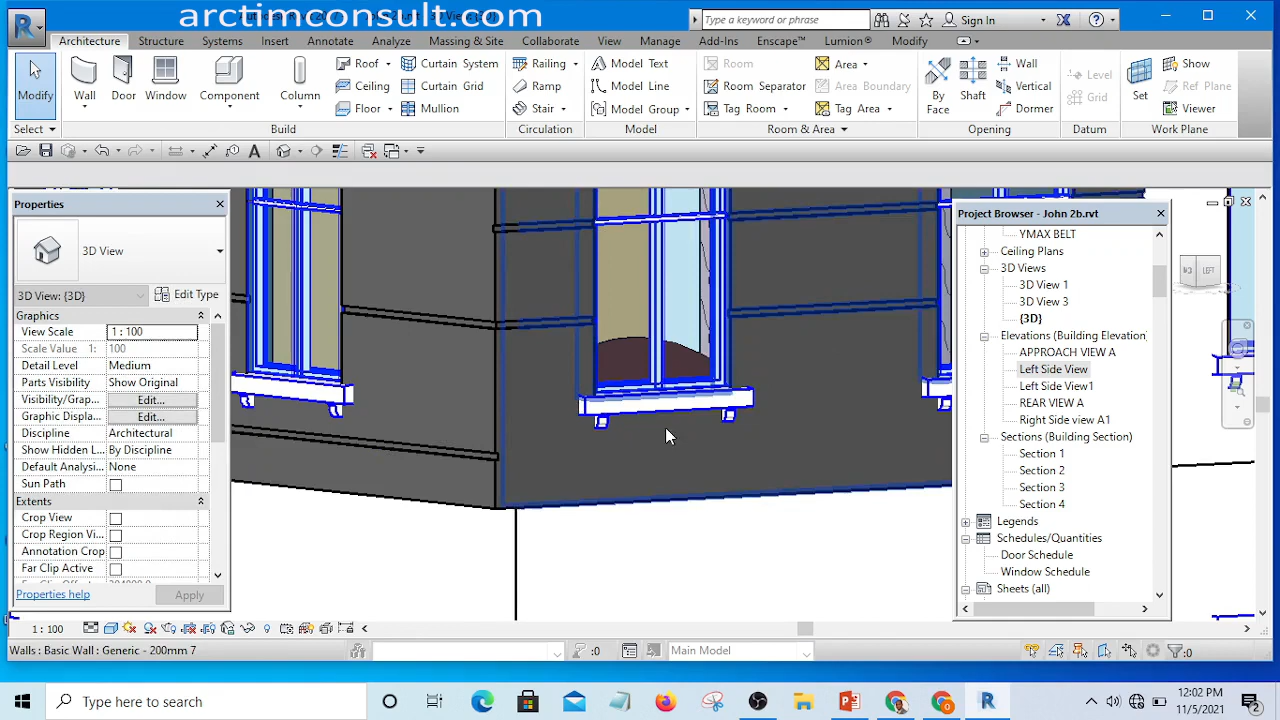 arctimconsult.com
Type a keyword or phrase
Sign In
Architecture Structure Systems Insert Annotate Analyze Massing & Site Collaborate View Manage Add-Ins Enscape™ Lumion® Modify
Modify Wall Door Window Component Column
Roof Curtain System
Ceiling Curtain Grid
Floor Mullion
Railing
Ramp
Stair
Model Text
Model Line
Model Group
Room Area
Room Separator Area Boundary
Tag Room Tag Area
By Face Shaft
Wall
Vertical
Dormer
Level
Grid
Set
Show
Ref Plane
Viewer
Select Build Circulation Model Room & Area Opening Datum Work Plane
Properties
3D View
3D View: {3D} Edit Type
Graphics
View Scale 1 : 100
Scale Value 1: 100
Detail Level Medium
Parts Visibility Show Original
Visibility/Grap... Edit...
Graphic Displa... Edit...
Discipline Architectural
Show Hidden L By Discipline
Default Analysi... None
Sun Path
Extents
Crop View
Crop Region Vi...
Annotation Crop
Far Clip Active
Properties help Apply
LEFT
Project Browser - John 2b.rvt
YMAX BELT
Ceiling Plans
3D Views
3D View 1
3D View 3
{3D}
Elevations (Building Elevation)
APPROACH VIEW A
Left Side View
Left Side View1
REAR VIEW A
Right Side view A1
Sections (Building Section)
Section 1
Section 2
Section 3
Section 4
Legends
Schedules/Quantities
Door Schedule
Window Schedule
Sheets (all)
1 : 100
Walls : Basic Wall : Generic - 200mm 7 :0 Main Model :0
Type here to search
12:02 PM
11/5/2021
2